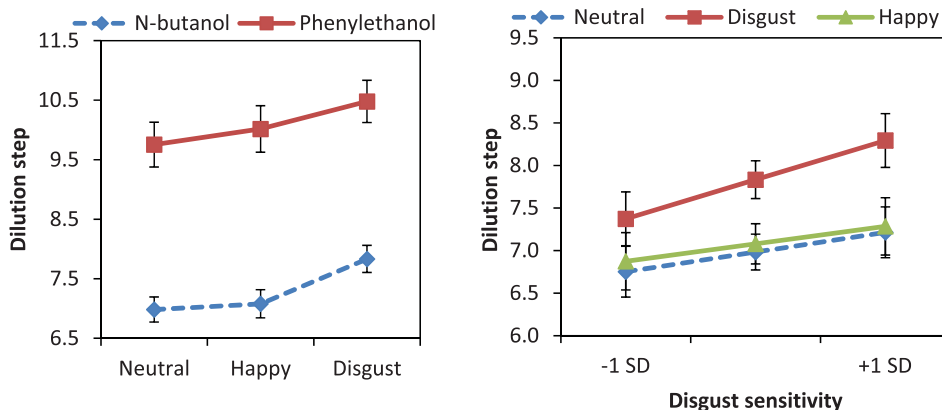 N-butanol Phenylethanol
11.5
10.5
9.5
8.5
7.5
6.5
Dilution step
Neutral Happy Disgust
Neutral Disgust Happy
9.5
9.0
8.5
8.0
7.5
7.0
6.5
6.0
Dilution step
-1 SD +1 SD
Disgust sensitivity